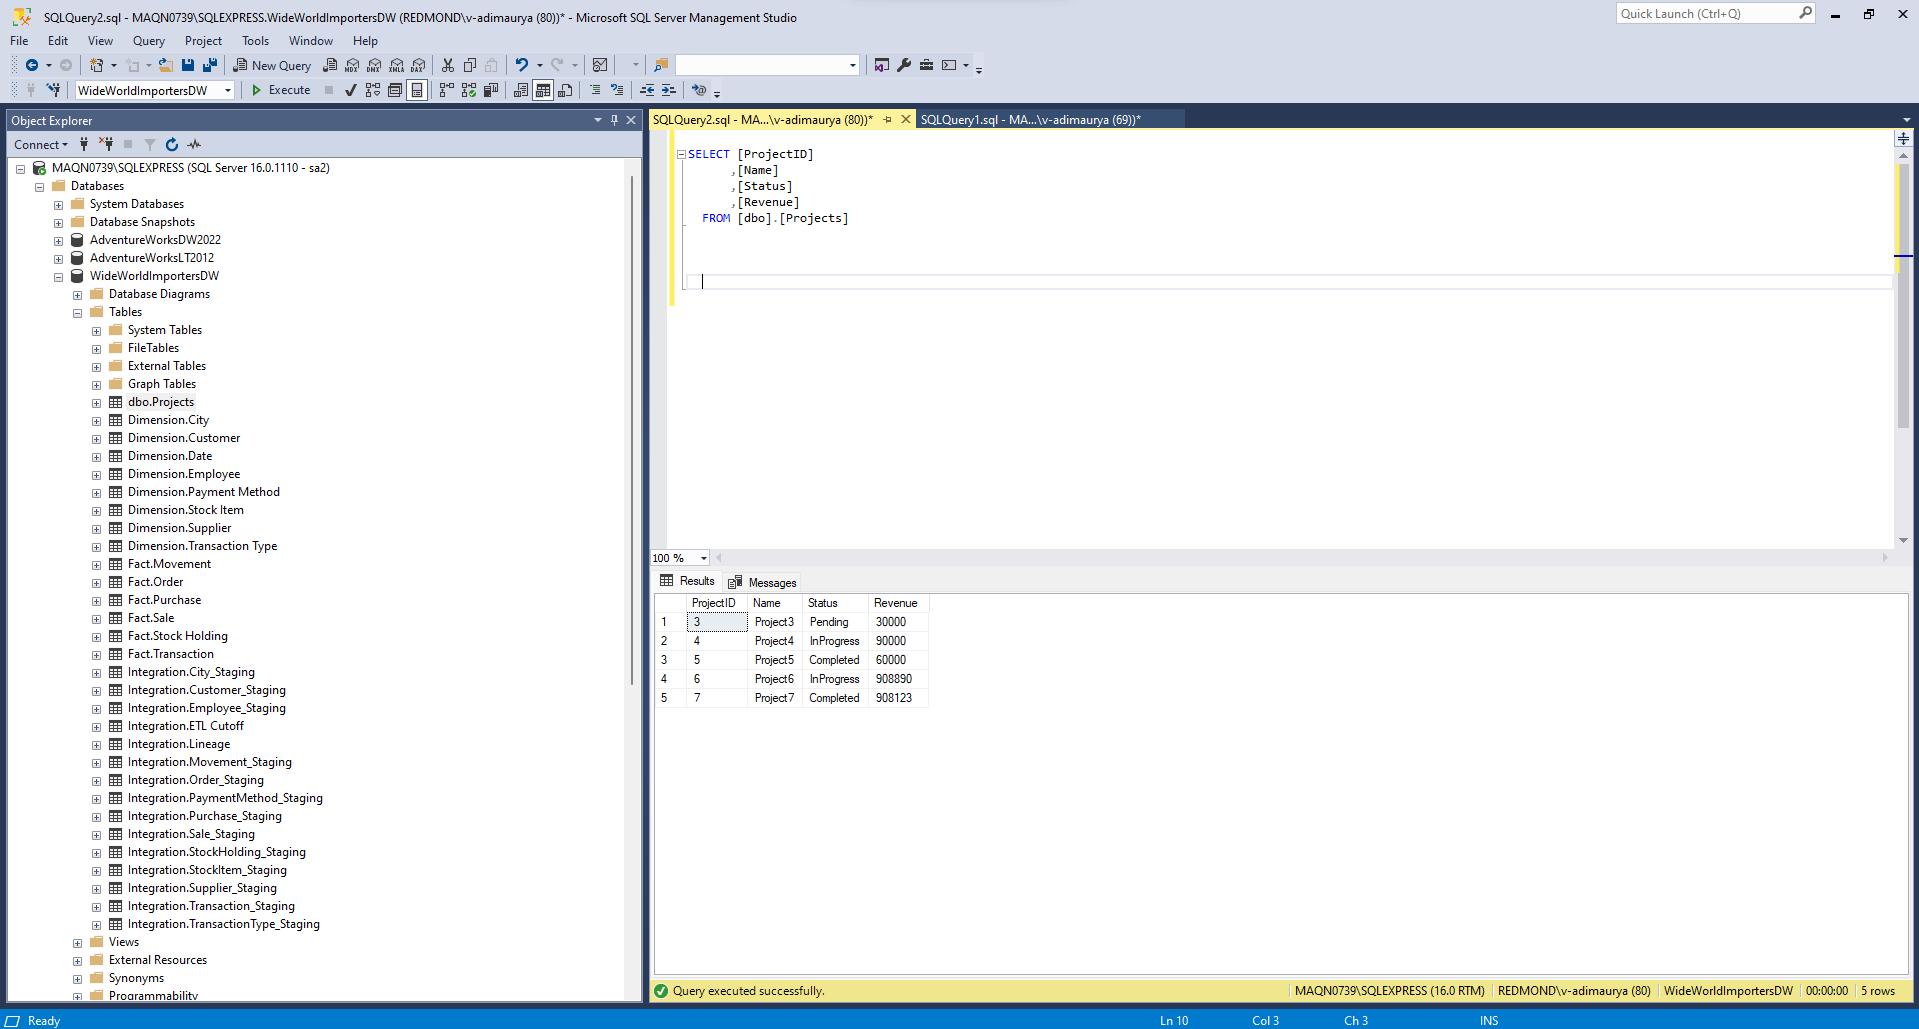 SQLQuery2.sql - MAQN0739\SQLEXPRESS.WideWorldImportersDW (REDMOND\v-adimaurya (80))* - Microsoft SQL Server Management Studio
Quick Launch (Ctrl+Q)
File Edit View Query Project Tools Window Help
New Query MDX DMX XMLA DAX
WideWorldImportersDW Execute
Object Explorer
Connect
MAQN0739\SQLEXPRESS (SQL Server 16.0.1110 - sa2)
Databases
System Databases
Database Snapshots
AdventureWorksDW2022
AdventureWorksLT2012
WideWorldImportersDW
Database Diagrams
Tables
System Tables
FileTables
External Tables
Graph Tables
dbo.Projects
Dimension.City
Dimension.Customer
Dimension.Date
Dimension.Employee
Dimension.Payment Method
Dimension.Stock Item
Dimension.Supplier
Dimension.Transaction Type
Fact.Movement
Fact.Order
Fact.Purchase
Fact.Sale
Fact.Stock Holding
Fact.Transaction
Integration.City_Staging
Integration.Customer_Staging
Integration.Employee_Staging
Integration.ETL Cutoff
Integration.Lineage
Integration.Movement_Staging
Integration.Order_Staging
Integration.PaymentMethod_Staging
Integration.Purchase_Staging
Integration.Sale_Staging
Integration.StockHolding_Staging
Integration.StockItem_Staging
Integration.Supplier_Staging
Integration.Transaction_Staging
Integration.TransactionType_Staging
Views
External Resources
Synonyms
Programmability
SQLQuery2.sql - MA...\v-adimaurya (80))* SQLQuery1.sql - MA...\v-adimaurya (69))*
SELECT [ProjectID]
,[Name]
,[Status]
,[Revenue]
FROM [dbo].[Projects]
100 %
Results Messages
ProjectID Name Status Revenue
1 3 Project3 Pending 30000
2 4 Project4 InProgress 90000
3 5 Project5 Completed 60000
4 6 Project6 InProgress 908890
5 7 Project7 Completed 908123
Query executed successfully. MAQN0739\SQLEXPRESS (16.0 RTM) REDMOND\v-adimaurya (80) WideWorldImportersDW 00:00:00 5 rows
Ready Ln 10 Col 3 Ch 3 INS